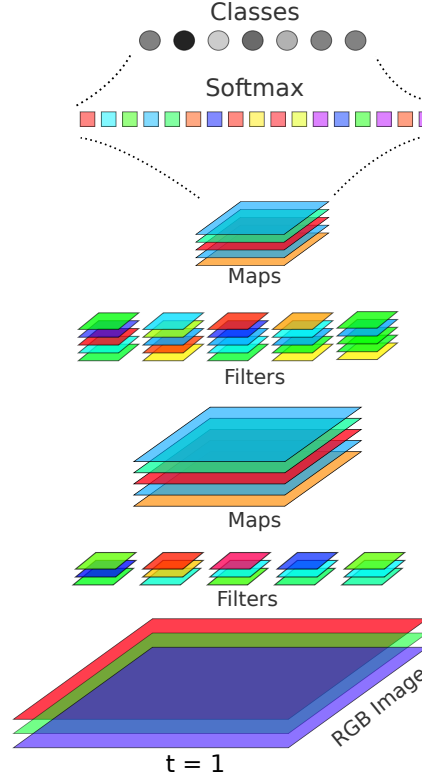 Classes
Softmax
Maps
Filters
Maps
Filters
RGB Image
t = 1